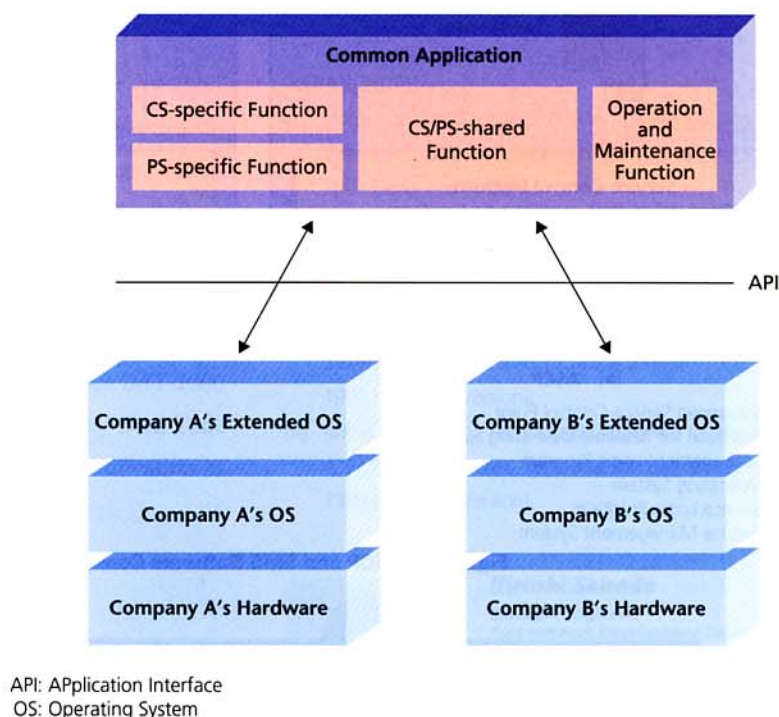 Common Application
CS-specific Function
PS-specific Function
CS/PS-shared
Function
Operation
and
Maintenance
Function
API
Company A's Extended OS
Company A's OS
Company A's Hardware
Company B's Extended OS
Company B's OS
Company B's Hardware
API: APplication Interface
OS: Operating System